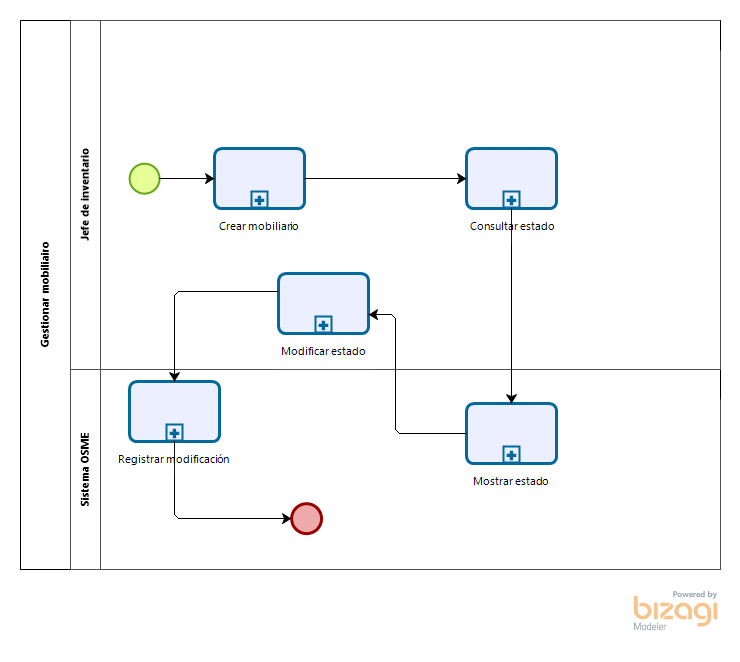 Gestionar mobiliairo
Jefe de inventario
Crear mobiliario
Consultar estado
Modificar estado
Sistema OSME
Registrar modificación
Mostrar estado
Powered by
bizagi
Modeler